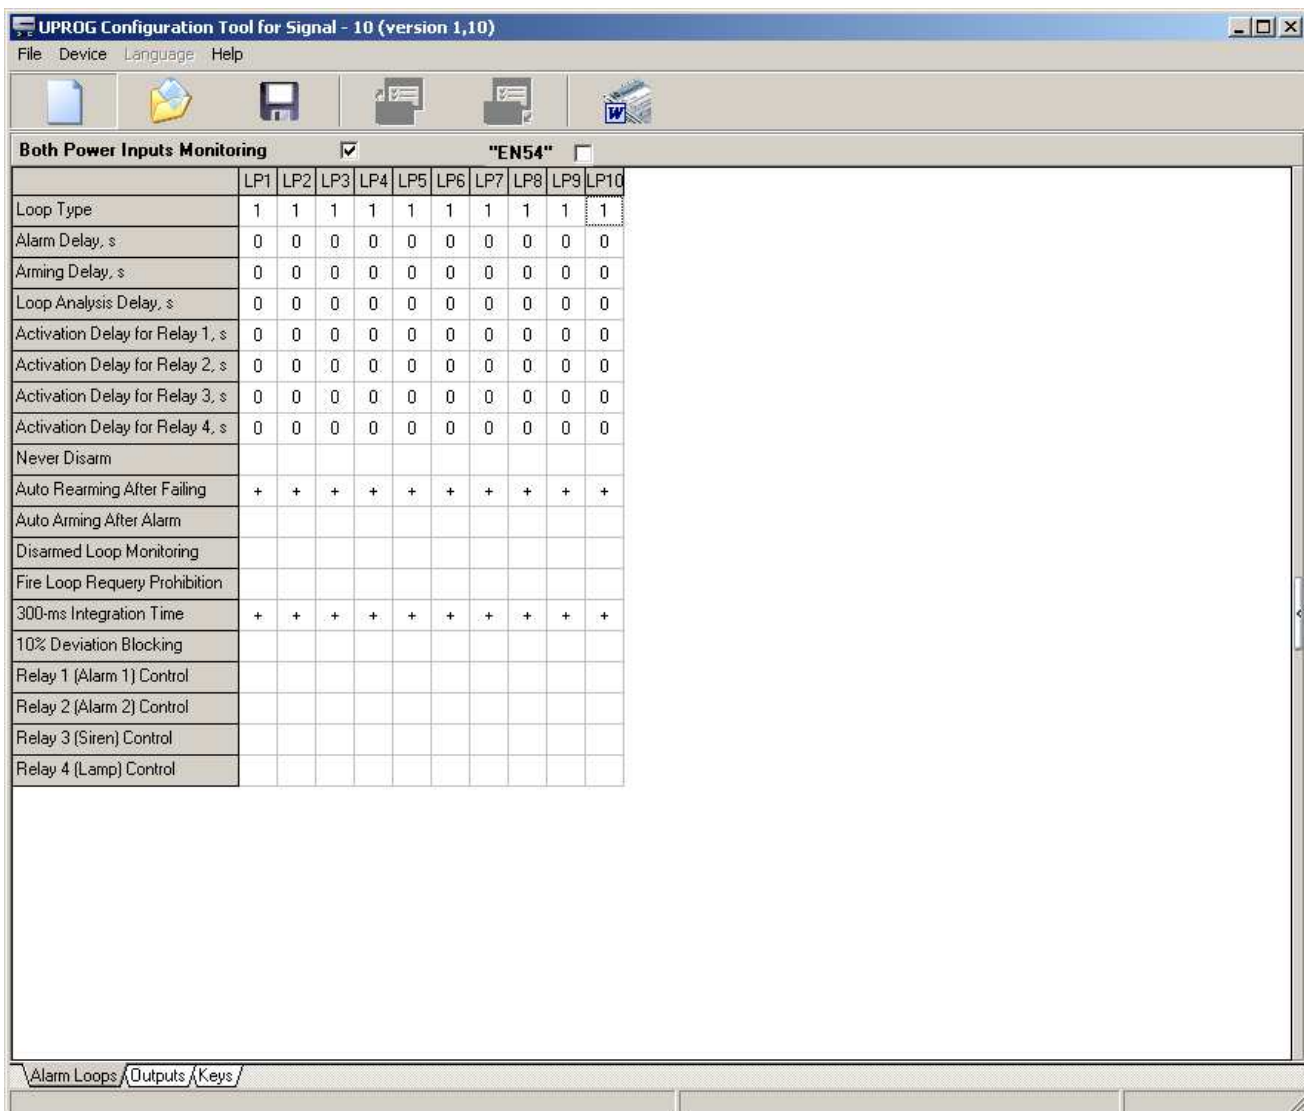 UPROG Configuration Tool for Signal - 10 (version 1,10)
File Device Language Help
W
Both Power Inputs Monitoring "EN54"
LP1 LP2 LP3 LP4 LP5 LP6 LP7 LP8 LP9 LP10
Loop Type 1 1 1 1 1 1 1 1 1 1
Alarm Delay, s 0 0 0 0 0 0 0 0 0 0
Arming Delay, s 0 0 0 0 0 0 0 0 0 0
Loop Analysis Delay, s 0 0 0 0 0 0 0 0 0 0
Activation Delay for Relay 1, s 0 0 0 0 0 0 0 0 0 0
Activation Delay for Relay 2, s 0 0 0 0 0 0 0 0 0 0
Activation Delay for Relay 3, s 0 0 0 0 0 0 0 0 0 0
Activation Delay for Relay 4, s 0 0 0 0 0 0 0 0 0 0
Never Disarm
Auto Rearming After Failing + + + + + + + + + +
Auto Arming After Alarm
Disarmed Loop Monitoring
Fire Loop Requery Prohibition
300-ms Integration Time + + + + + + + + + +
10% Deviation Blocking
Relay 1 (Alarm 1) Control
Relay 2 (Alarm 2) Control
Relay 3 (Siren) Control
Relay 4 (Lamp) Control
Alarm Loops Outputs Keys